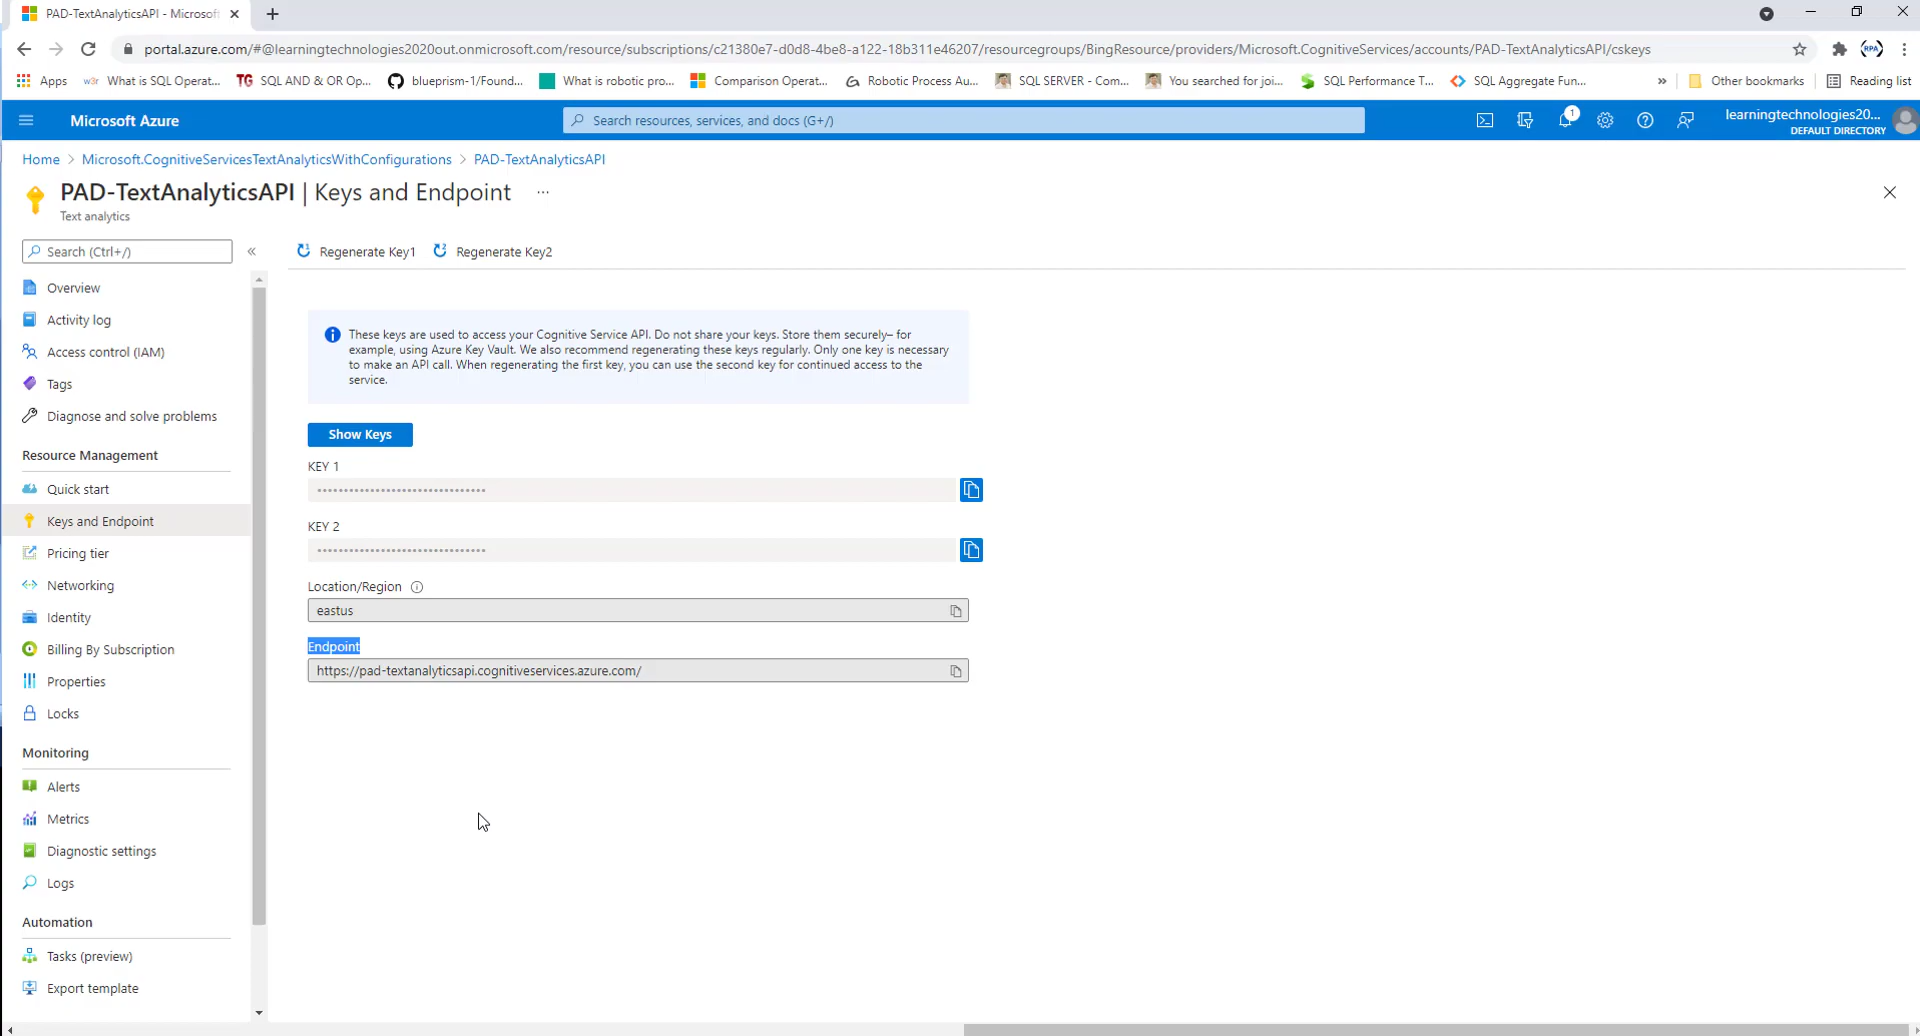 PAD-TextAnalyticsAPI - Microsoft
portal.azure.com/#@learningtechnologies2020out.onmicrosoft.com/resource/subscriptions/c21380e7-d0d8-4be8-a122-18b311e46207/resourcegroups/BingResource/providers/Microsoft.CognitiveServices/accounts/PAD-TextAnalyticsAPI/cskeys
RPA
Apps
w3r What is SQL Operat...
TG SQL AND & OR Op...
blueprism-1/Found...
What is robotic pro...
Comparison Operat...
Robotic Process Au...
SQL SERVER - Com...
You searched for joi...
SQL Performance T...
SQL Aggregate Fun...
»
Other bookmarks
Reading list
Microsoft Azure
Search resources, services, and docs (G+/)
1
learningtechnologies20...
DEFAULT DIRECTORY
Home > Microsoft.CognitiveServicesTextAnalyticsWithConfigurations > PAD-TextAnalyticsAPI
PAD-TextAnalyticsAPI | Keys and Endpoint ...
Text analytics
Search (Ctrl+/)
«
Regenerate Key1
Regenerate Key2
Overview
Activity log
Access control (IAM)
Tags
Diagnose and solve problems
Resource Management
Quick start
Keys and Endpoint
Pricing tier
Networking
Identity
Billing By Subscription
Properties
Locks
Monitoring
Alerts
Metrics
Diagnostic settings
Logs
Automation
Tasks (preview)
Export template
These keys are used to access your Cognitive Service API. Do not share your keys. Store them securely– for
example, using Azure Key Vault. We also recommend regenerating these keys regularly. Only one key is necessary
to make an API call. When regenerating the first key, you can use the second key for continued access to the
service.
Show Keys
KEY 1
••••••••••••••••••••••••••••••••
KEY 2
••••••••••••••••••••••••••••••••
Location/Region
eastus
Endpoint
https://pad-textanalyticsapi.cognitiveservices.azure.com/